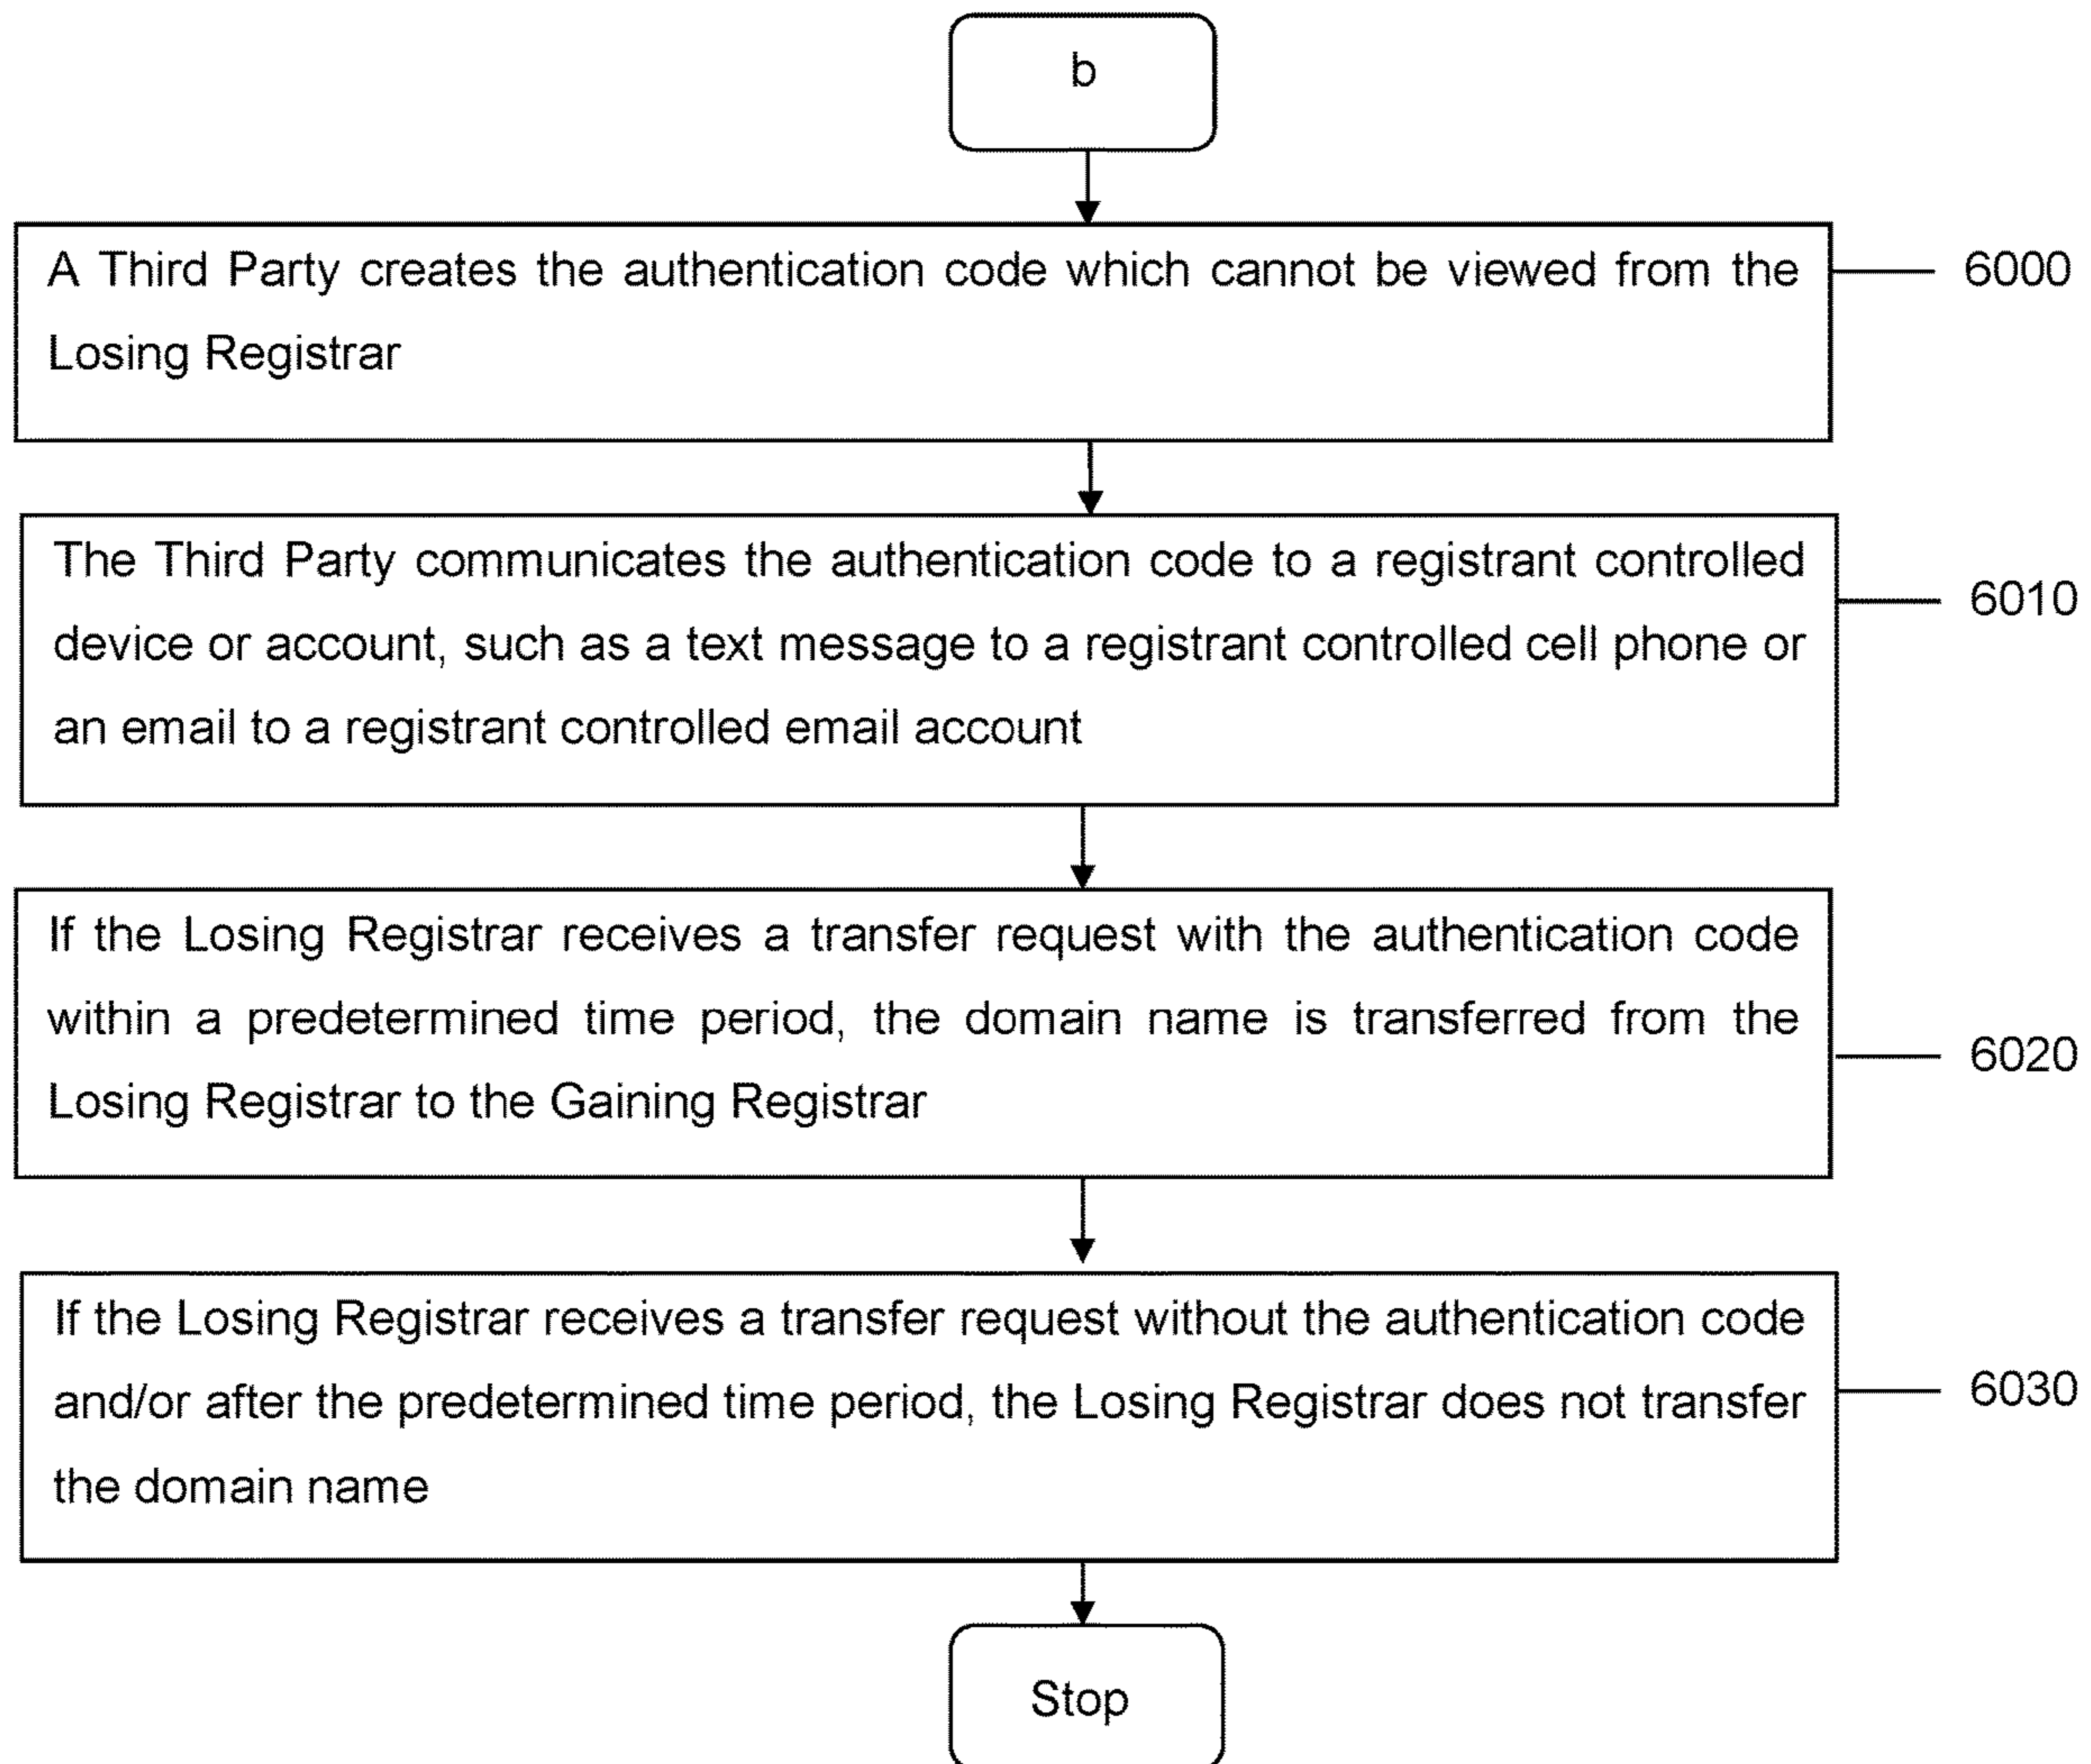 b
A Third Party creates the authentication code which cannot be viewed from the
Losing Registrar
6000
The Third Party communicates the authentication code to a registrant controlled
device or account, such as a text message to a registrant controlled cell phone or
an email to a registrant controlled email account
6010
If the Losing Registrar receives a transfer request with the authentication code
within a predetermined time period, the domain name is transferred from the
Losing Registrar to the Gaining Registrar
6020
If the Losing Registrar receives a transfer request without the authentication code
and/or after the predetermined time period, the Losing Registrar does not transfer
the domain name
6030
Stop